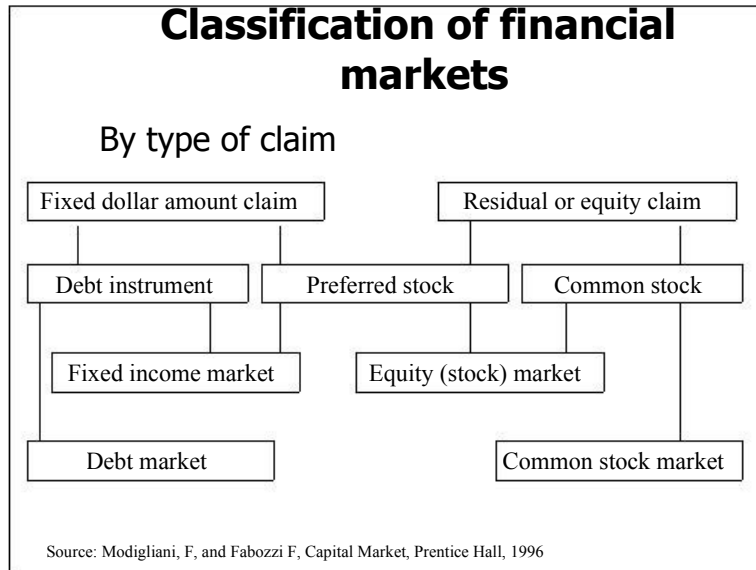 Classification of financial
markets
By type of claim
Fixed dollar amount claim
Residual or equity claim
Debt instrument
Preferred stock
Common stock
Fixed income market
Equity (stock) market
Debt market
Common stock market
Source: Modigliani, F, and Fabozzi F, Capital Market, Prentice Hall, 1996